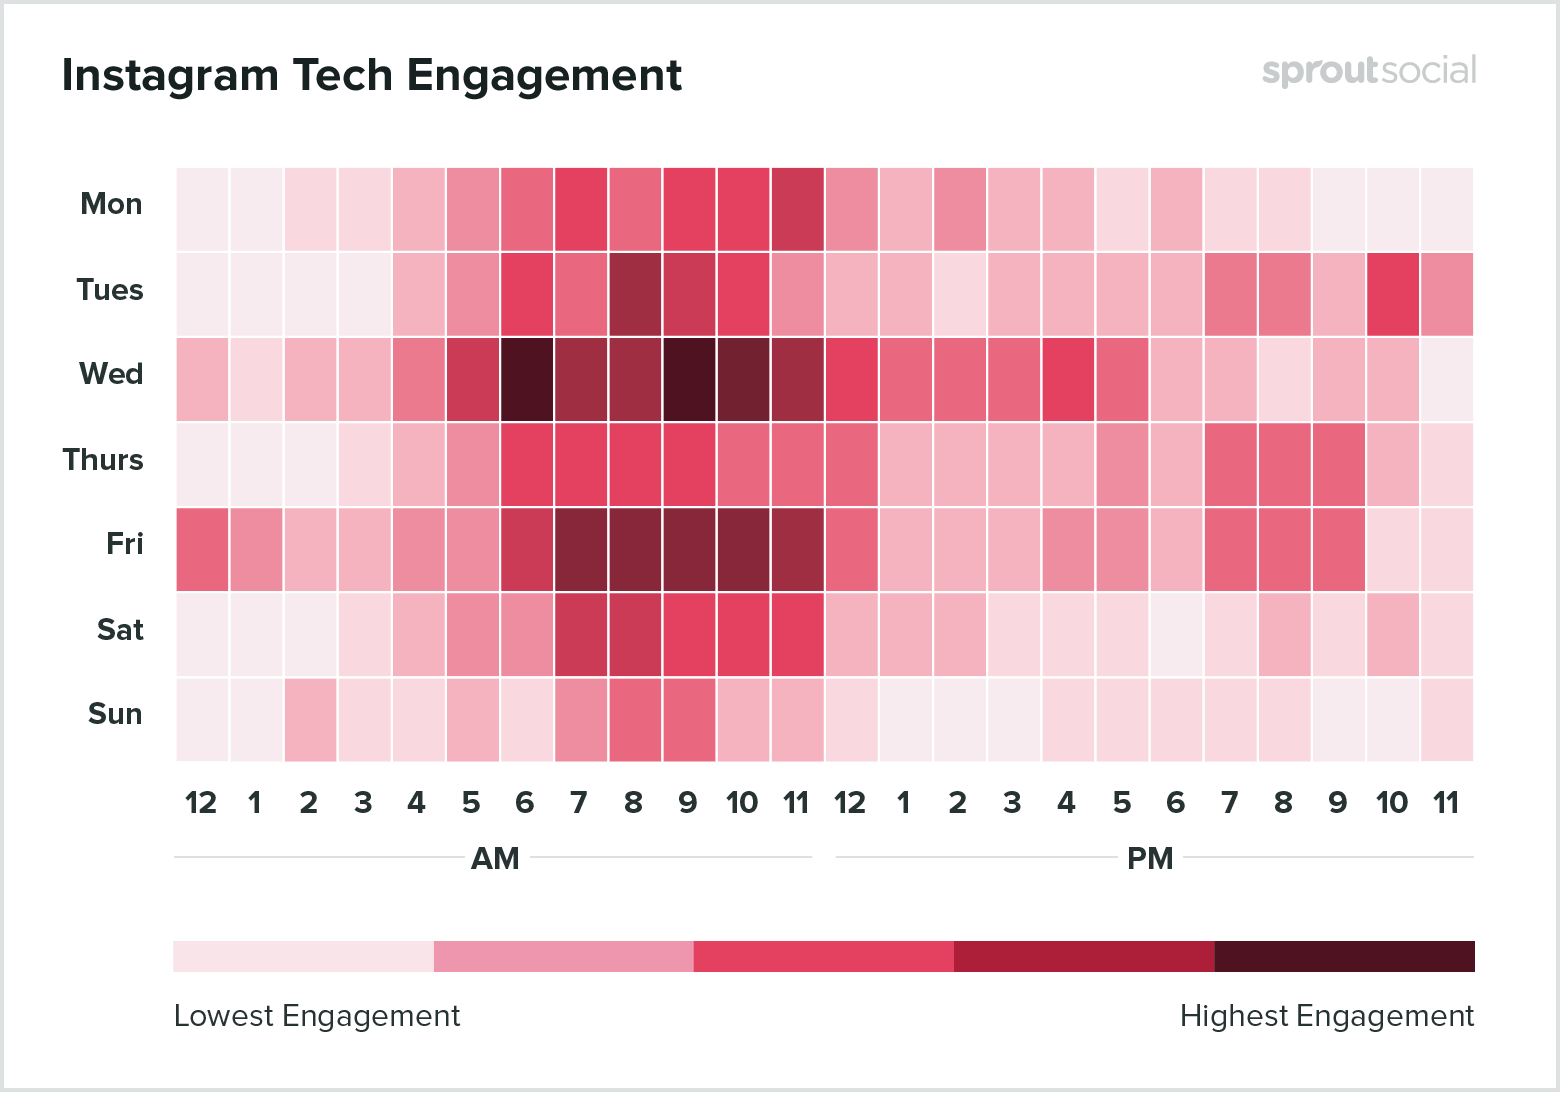 Instagram Tech Engagement
sproutsocial
Mon
Tues
Wed
Thurs
Fri
Sat
Sun
12 1 2 3 4 5 6 7 8 9 10 11 12 1 2 3 4 5 6 7 8 9 10 11
AM PM
Lowest Engagement Highest Engagement